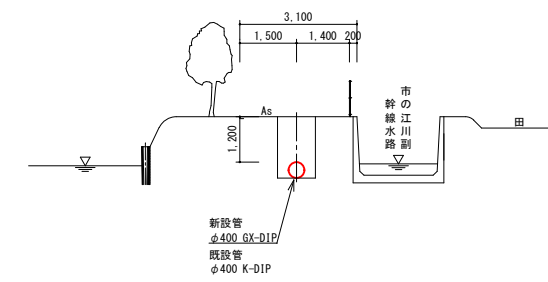 3,100
1,500
1,400
200
As
1,200
市の江川副
幹線水路
田
新設管
φ400 GX-DIP
既設管
φ400 K-DIP